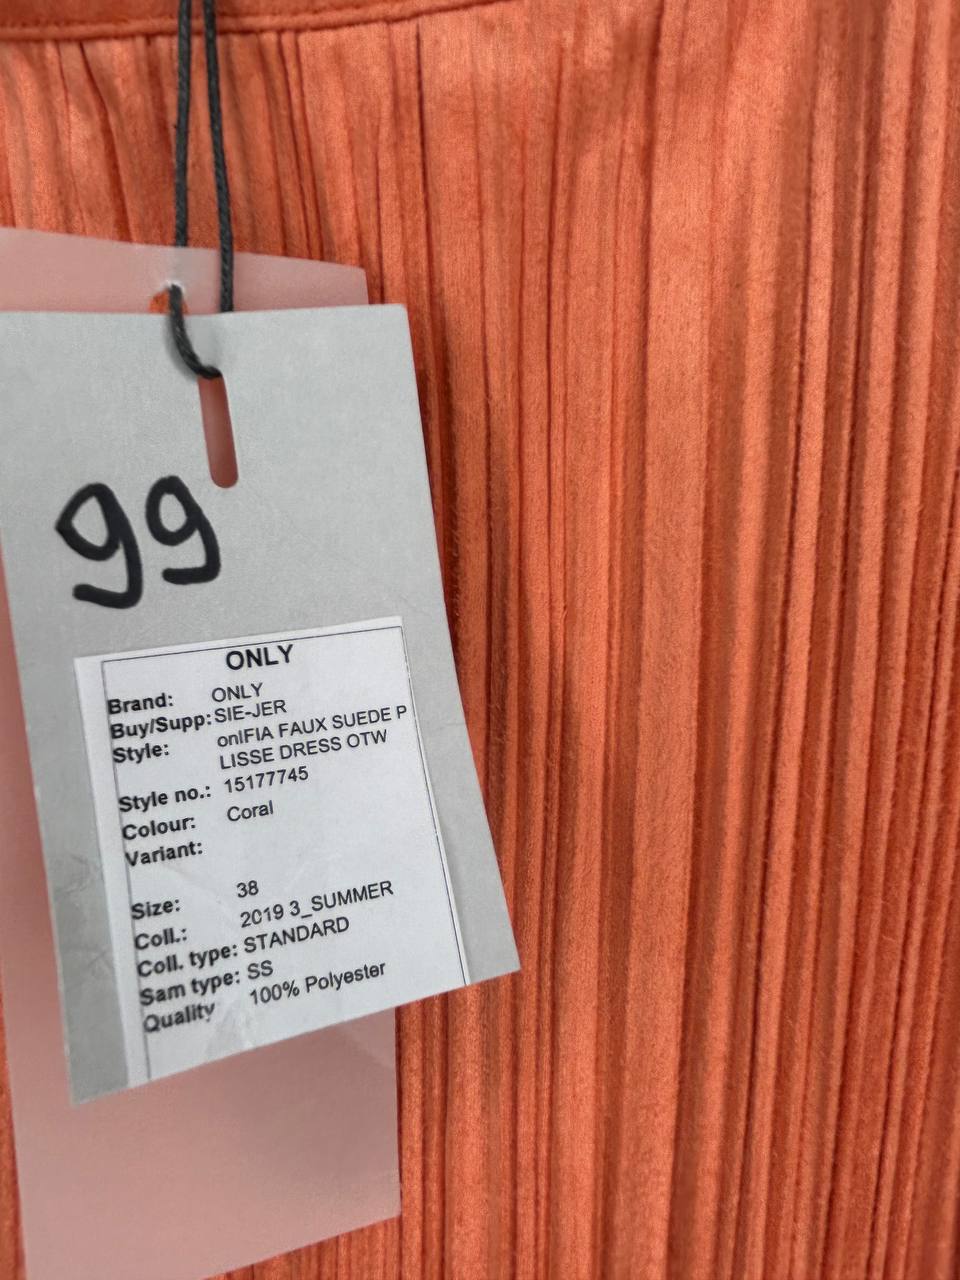 99
ONLY
Brand: ONLY
Buy/Supp: SIE-JER
Style: onlFIA FAUX SUEDE P
LISSE DRESS OTW
Style no.: 15177745
Colour: Coral
Variant:
Size: 38
Coll.: 2019 3_SUMMER
Coll. type: STANDARD
Sam type: SS
Quality 100% Polyester